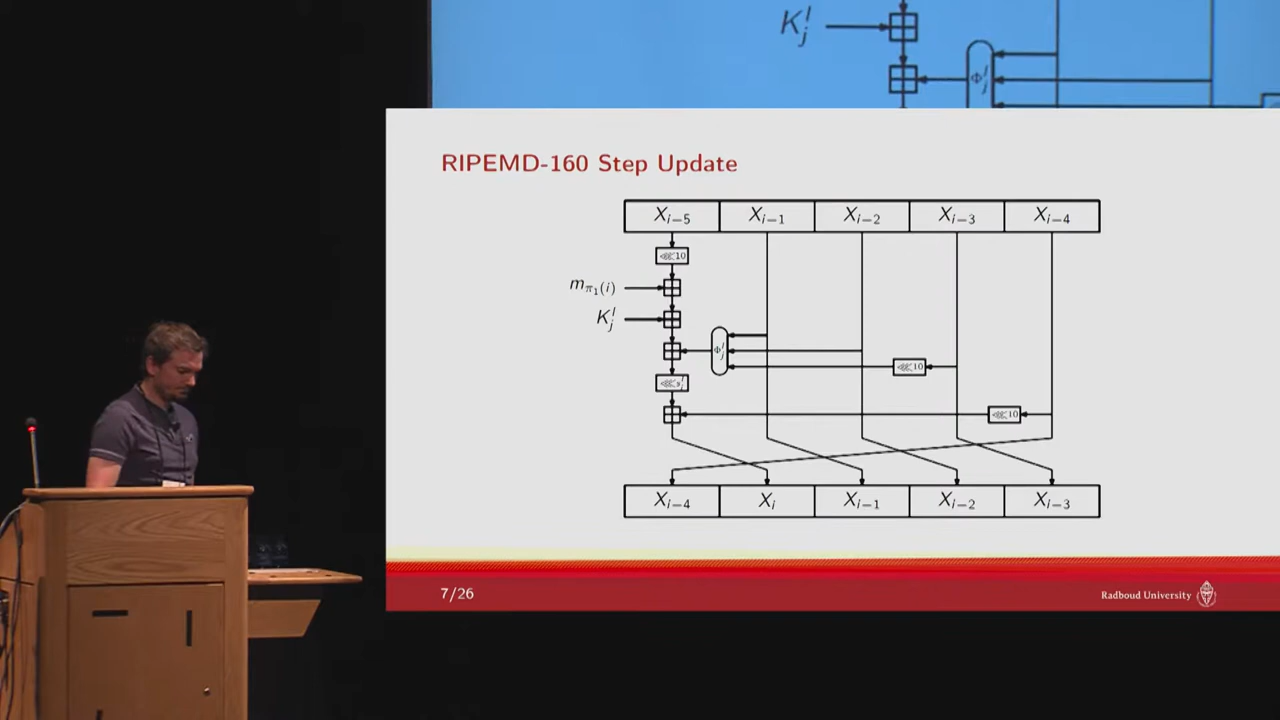 K_j^l
Φ_j^l
RIPEMD-160 Step Update
X_{i−5} X_{i−1} X_{i−2} X_{i−3} X_{i−4}
⋘10
m_{π_1(i)}
K_j^l
Φ_j^l
⋘10
⋘s_j^l
⋘10
X_{i−4} X_i X_{i−1} X_{i−2} X_{i−3}
7/26
Radboud University